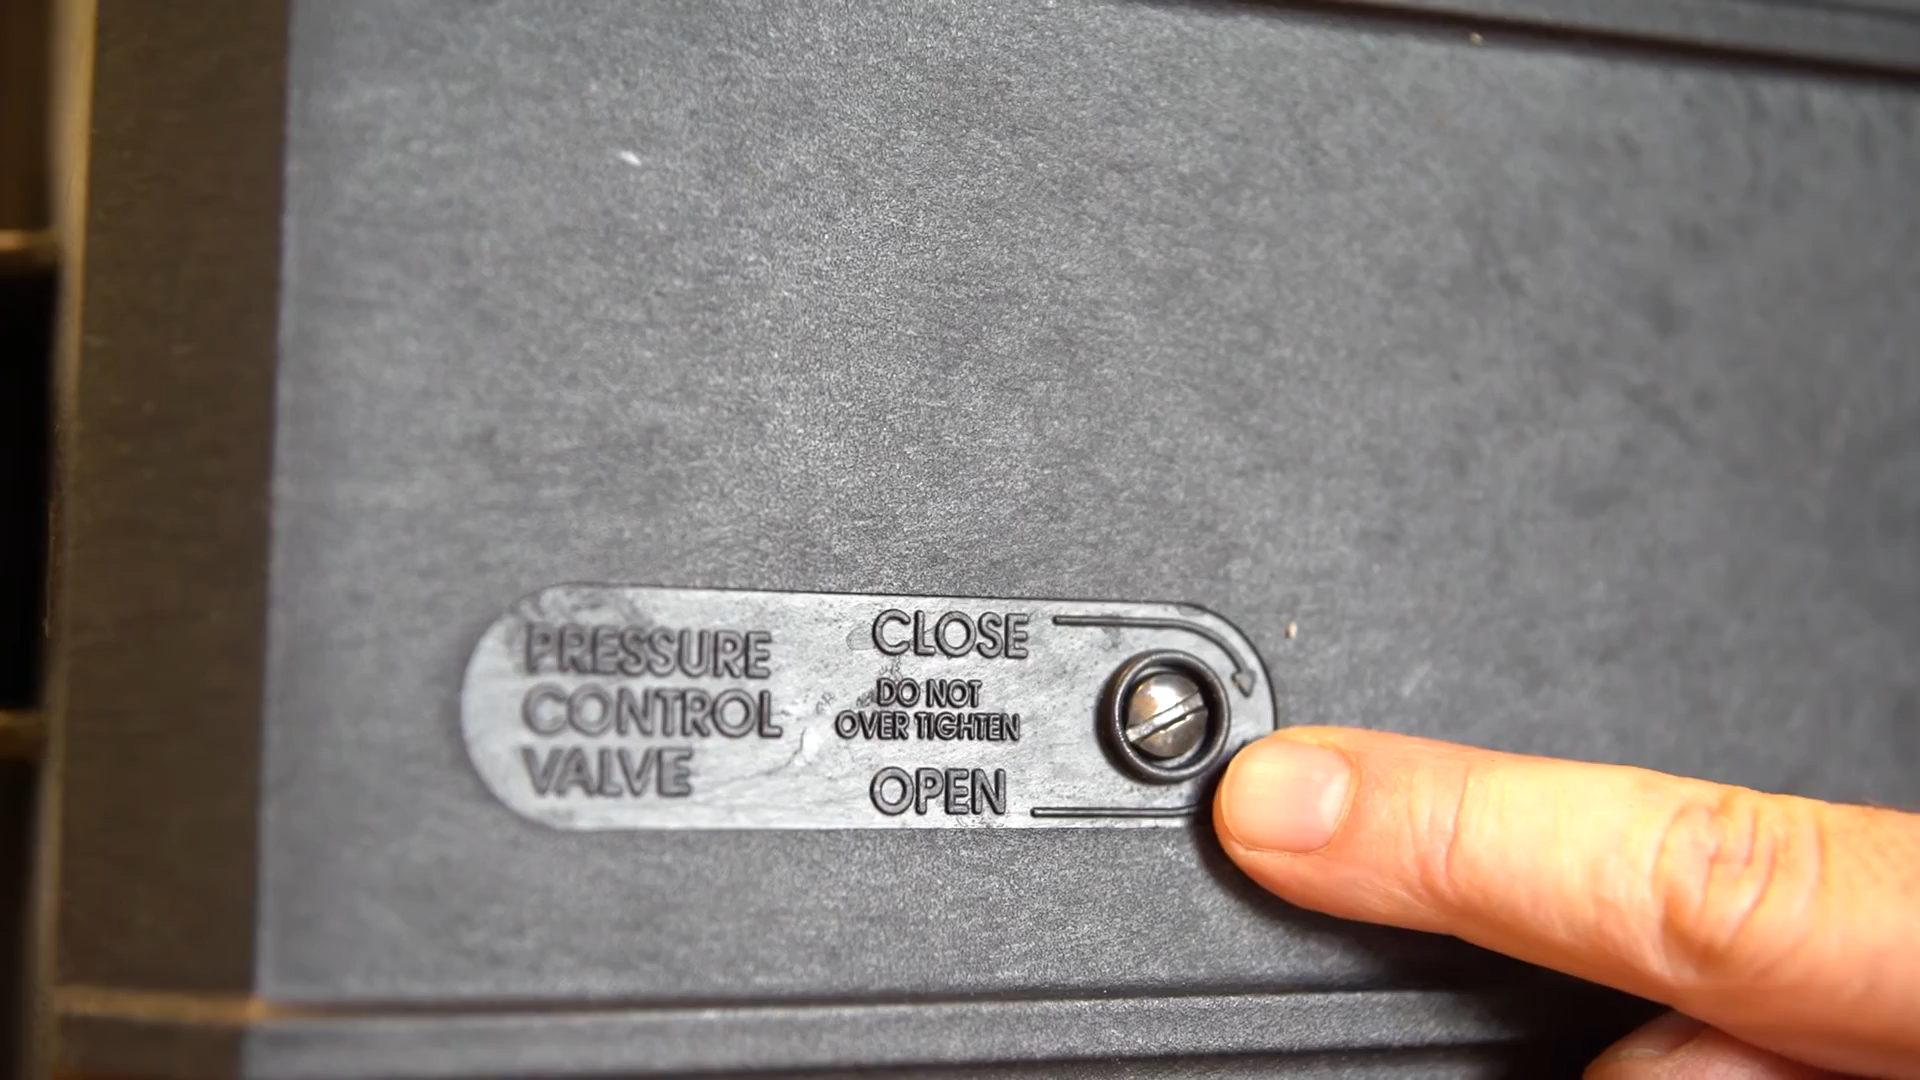 PRESSURE
CONTROL
VALVE
CLOSE
DO NOT
OVER TIGHTEN
OPEN